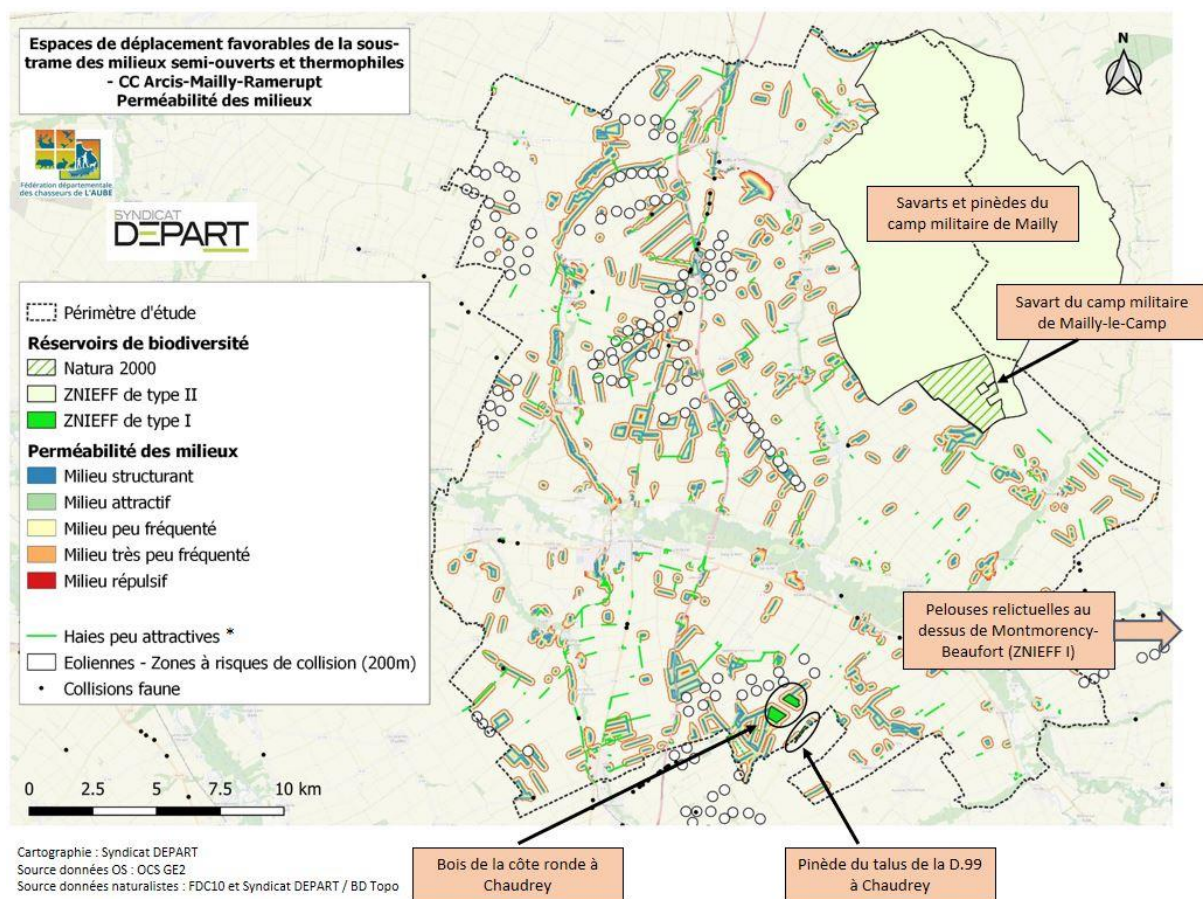 Espaces de déplacement favorables de la sous-
trame des milieux semi-ouverts et thermophiles
- CC Arcis-Mailly-Ramerupt
Perméabilité des milieux
N
Fédération départementale
des chasseurs de L'AUBE
SYNDICAT
DEPART
Savarts et pinèdes du
camp militaire de Mailly
Savart du camp militaire
de Mailly-le-Camp
Périmètre d'étude
Réservoirs de biodiversité
Natura 2000
ZNIEFF de type II
ZNIEFF de type I
Perméabilité des milieux
Milieu structurant
Milieu attractif
Milieu peu fréquenté
Milieu très peu fréquenté
Milieu répulsif
Haies peu attractives *
Eoliennes - Zones à risques de collision (200m)
Collisions faune
Pelouses relictuelles au
dessus de Montmorency-
Beaufort (ZNIEFF I)
0 2.5 5 7.5 10 km
Cartographie : Syndicat DEPART
Source données OS : OCS GE2
Source données naturalistes : FDC10 et Syndicat DEPART / BD Topo
Bois de la côte ronde à
Chaudrey
Pinède du talus de la D.99
à Chaudrey